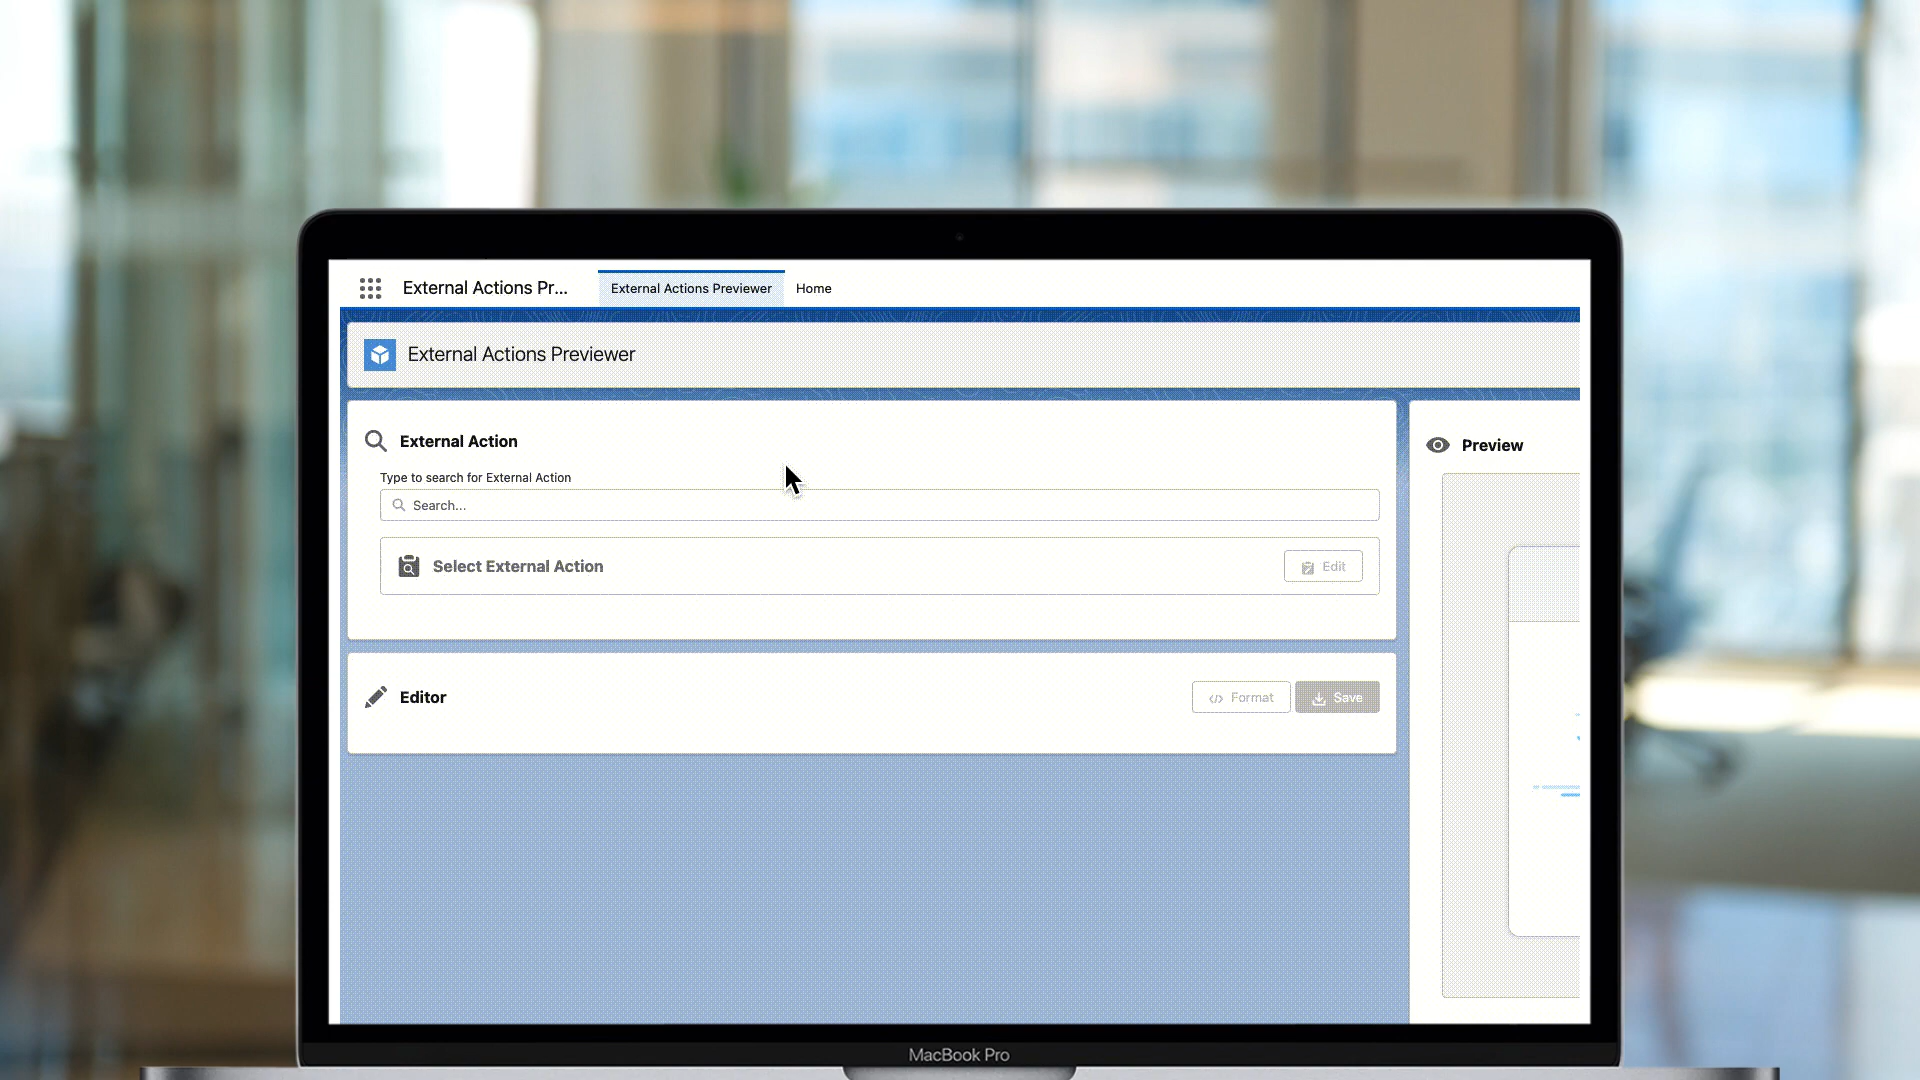 External Actions Pr...
External Actions Previewer
Home
External Actions Previewer
External Action
Type to search for External Action
Search...
Select External Action
Edit
Editor
Format
Save
Preview
MacBook Pro